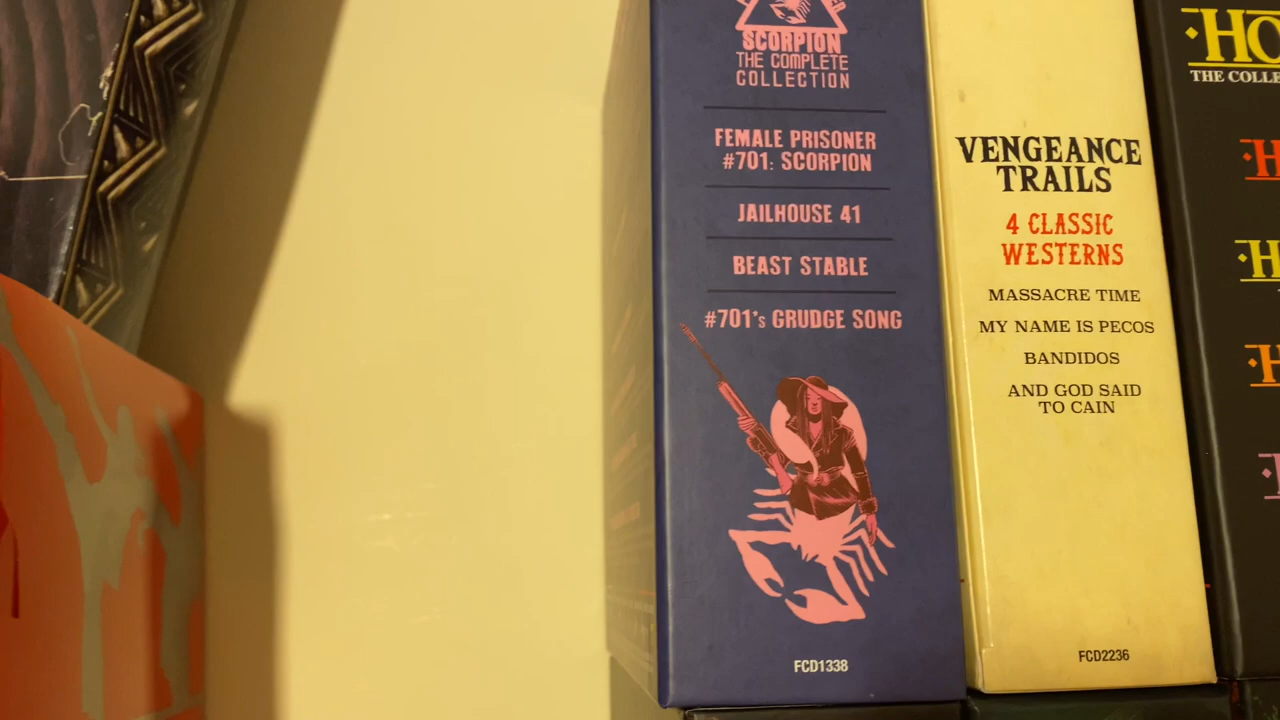 SCORPION
THE COMPLETE
COLLECTION
FEMALE PRISONER
#701: SCORPION
JAILHOUSE 41
BEAST STABLE
#701's GRUDGE SONG
FCD1338
VENGEANCE
TRAILS
4 CLASSIC
WESTERNS
MASSACRE TIME
MY NAME IS PECOS
BANDIDOS
AND GOD SAID
TO CAIN
FCD2236
THE